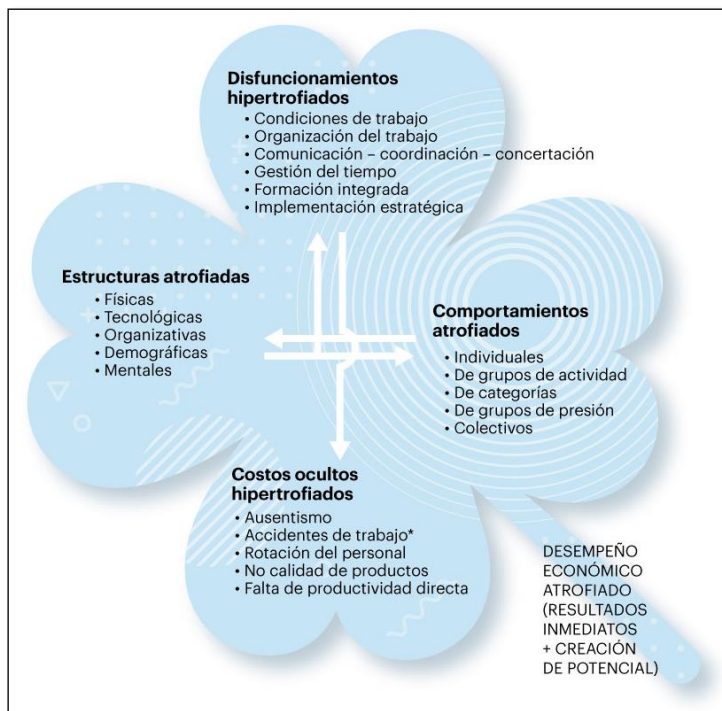 Disfuncionamientos
hipertrofiados
• Condiciones de trabajo
• Organización del trabajo
• Comunicación – coordinación – concertación
• Gestión del tiempo
• Formación integrada
• Implementación estratégica
Estructuras atrofiadas
• Físicas
• Tecnológicas
• Organizativas
• Demográficas
• Mentales
Comportamientos
atrofiados
• Individuales
• De grupos de actividad
• De categorías
• De grupos de presión
• Colectivos
Costos ocultos
hipertrofiados
• Ausentismo
• Accidentes de trabajo*
• Rotación del personal
• No calidad de productos
• Falta de productividad directa
DESEMPEÑO
ECONÓMICO
ATROFIADO
(RESULTADOS
INMEDIATOS
+ CREACIÓN
DE POTENCIAL)